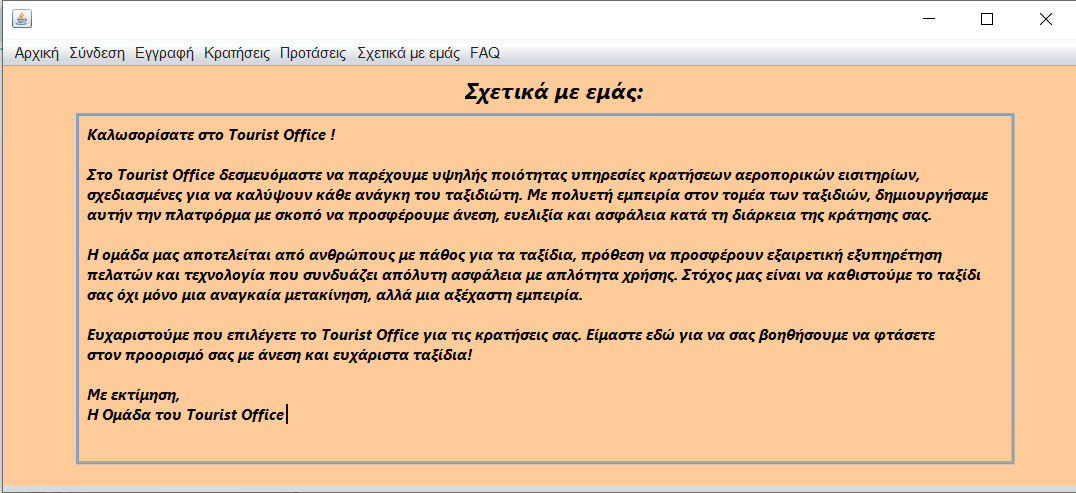 Αρχική Σύνδεση Εγγραφή Κρατήσεις Προτάσεις Σχετικά με εμάς FAQ
Σχετικά με εμάς:
Καλωσορίσατε στο Tourist Office !
Στο Tourist Office δεσμευόμαστε να παρέχουμε υψηλής ποιότητας υπηρεσίες κρατήσεων αεροπορικών εισιτηρίων,
σχεδιασμένες για να καλύψουν κάθε ανάγκη του ταξιδιώτη. Με πολυετή εμπειρία στον τομέα των ταξιδιών, δημιουργήσαμε
αυτήν την πλατφόρμα με σκοπό να προσφέρουμε άνεση, ευελιξία και ασφάλεια κατά τη διάρκεια της κράτησης σας.
Η ομάδα μας αποτελείται από ανθρώπους με πάθος για τα ταξίδια, πρόθεση να προσφέρουν εξαιρετική εξυπηρέτηση
πελατών και τεχνολογία που συνδυάζει απόλυτη ασφάλεια με απλότητα χρήσης. Στόχος μας είναι να καθιστούμε το ταξίδι
σας όχι μόνο μια αναγκαία μετακίνηση, αλλά μια αξέχαστη εμπειρία.
Ευχαριστούμε που επιλέγετε το Tourist Office για τις κρατήσεις σας. Είμαστε εδώ για να σας βοηθήσουμε να φτάσετε
στον προορισμό σας με άνεση και ευχάριστα ταξίδια!
Με εκτίμηση,
Η Ομάδα του Tourist Office